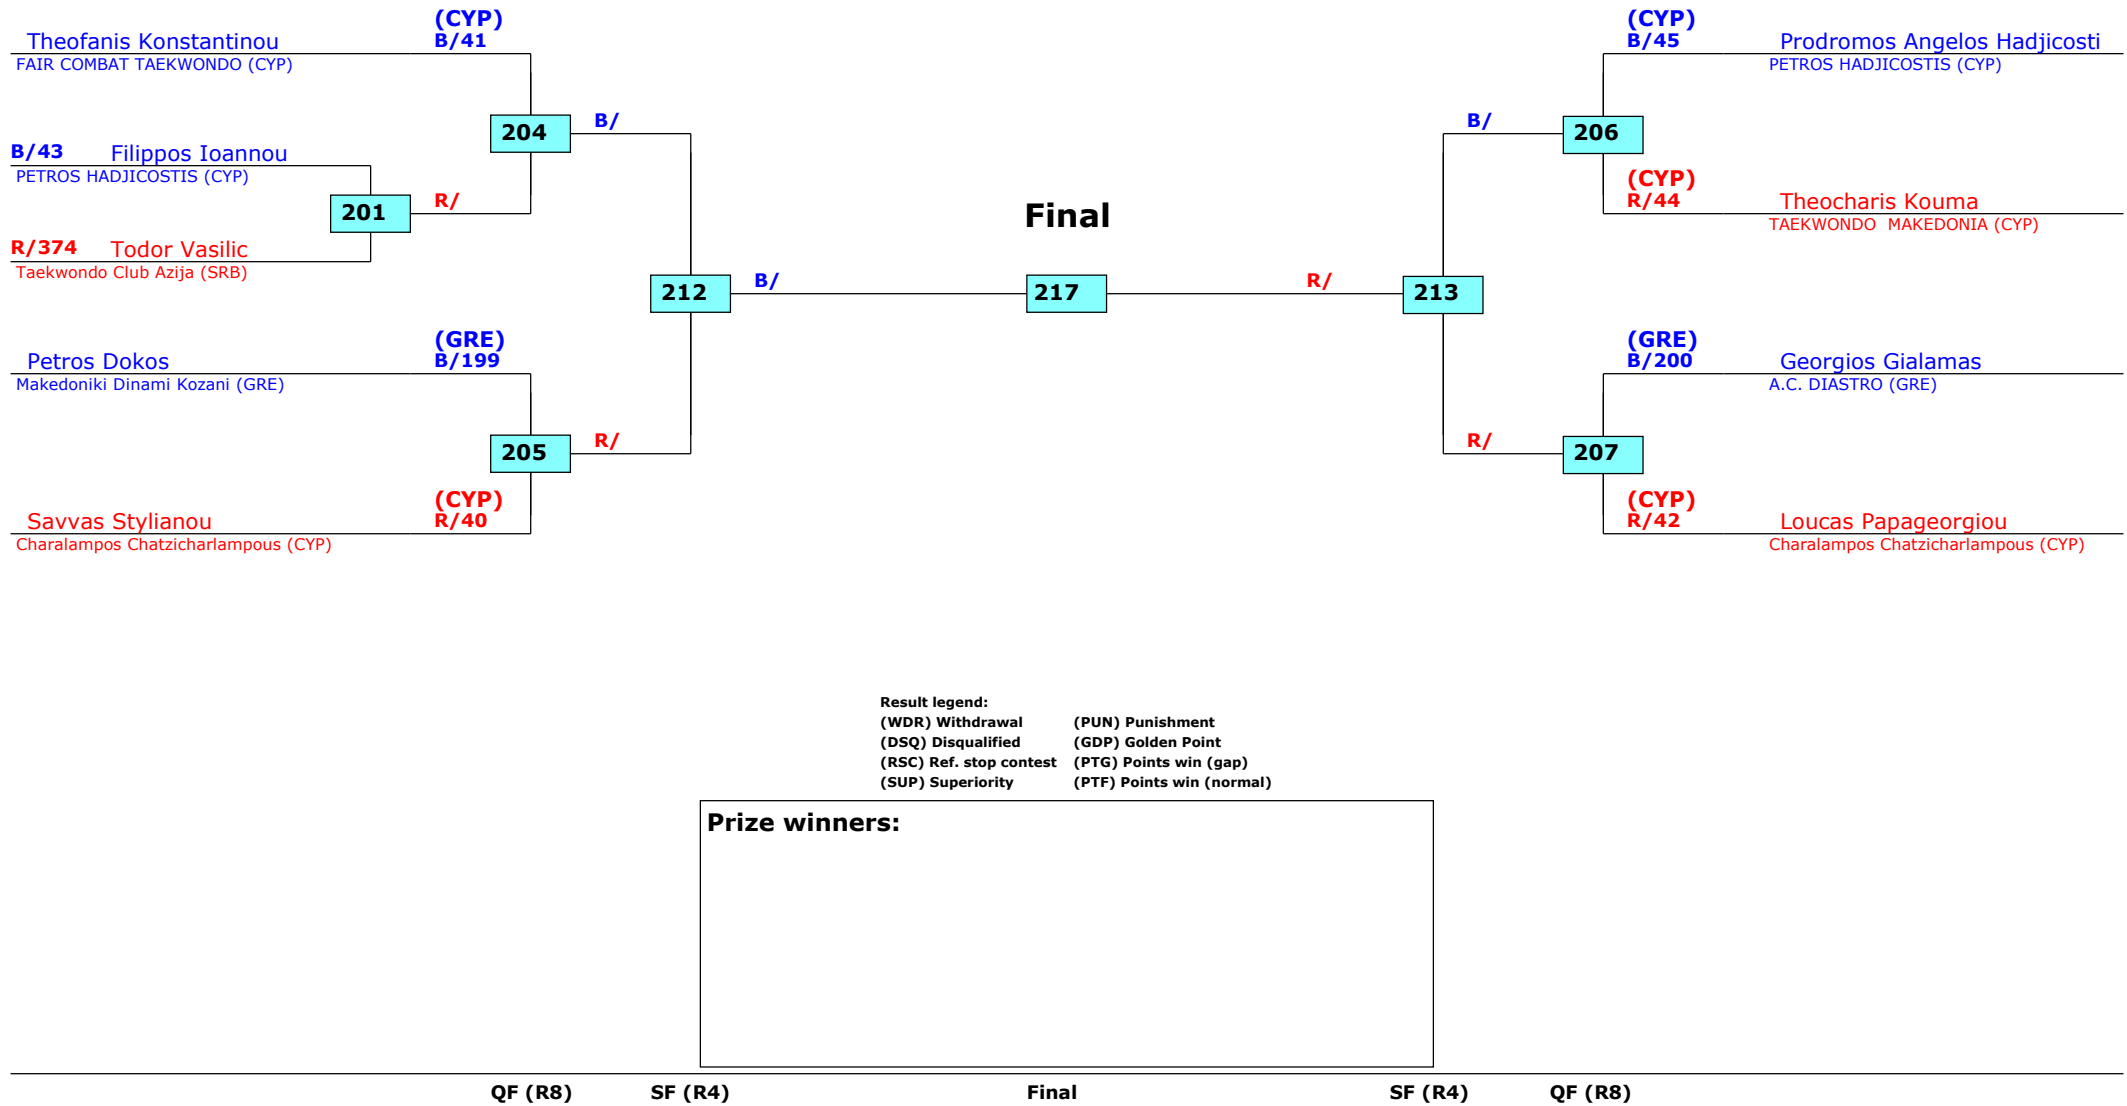 (CYP)
Theofanis Konstantinou B/41
FAIR COMBAT TAEKWONDO (CYP)
204 B/
B/43 Filippos Ioannou
PETROS HADJICOSTIS (CYP)
201 R/
R/374 Todor Vasilic
Taekwondo Club Azija (SRB)
212 B/
(GRE)
Petros Dokos B/199
Makedoniki Dinami Kozani (GRE)
205 R/
(CYP)
Savvas Stylianou R/40
Charalampos Chatzicharlampous (CYP)
Final
217
(CYP)
B/45 Prodromos Angelos Hadjicosti
PETROS HADJICOSTIS (CYP)
B/ 206
(CYP)
R/44 Theocharis Kouma
TAEKWONDO  MAKEDONIA (CYP)
R/ 213
(GRE)
B/200 Georgios Gialamas
A.C. DIASTRO (GRE)
R/ 207
(CYP)
R/42 Loucas Papageorgiou
Charalampos Chatzicharlampous (CYP)
Result legend:
(WDR) Withdrawal (PUN) Punishment
(DSQ) Disqualified (GDP) Golden Point
(RSC) Ref. stop contest (PTG) Points win (gap)
(SUP) Superiority (PTF) Points win (normal)
Prize winners:
QF (R8) SF (R4) Final SF (R4) QF (R8)